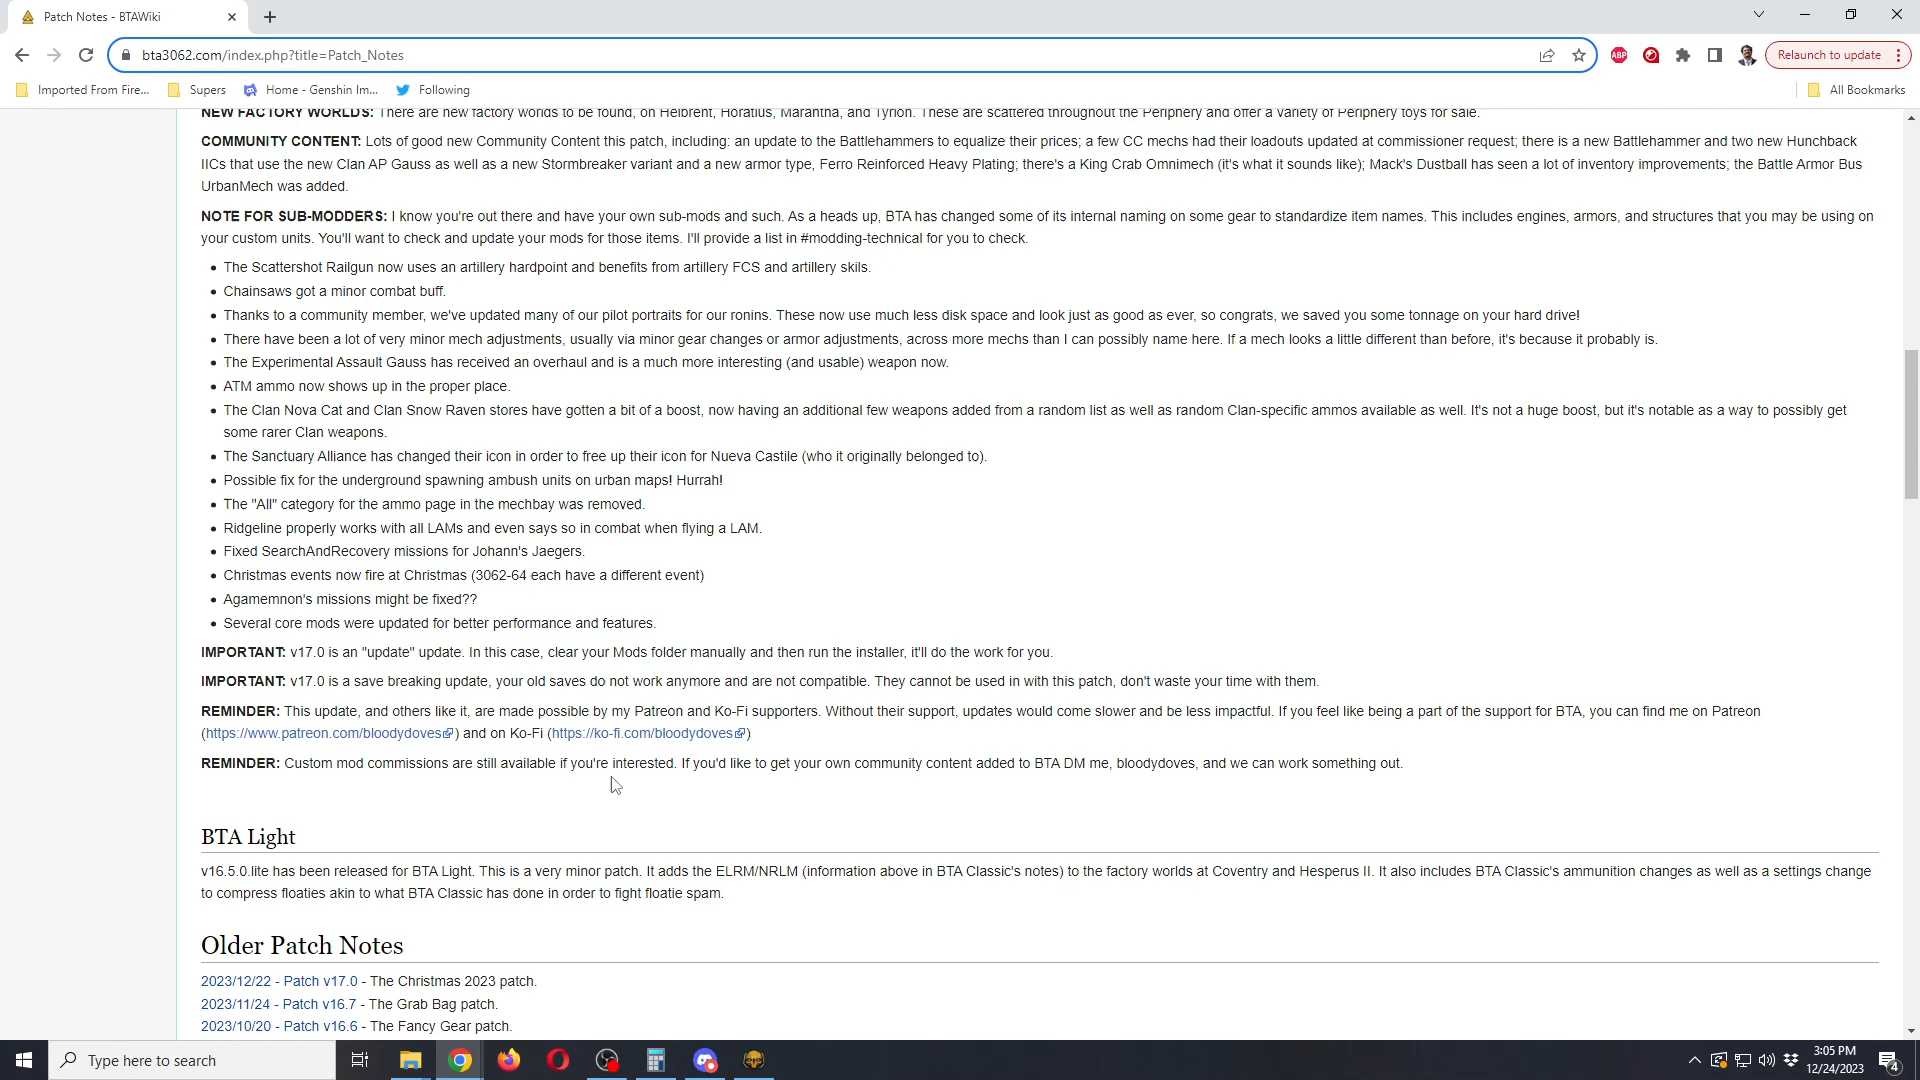 Patch Notes - BTAWiki
bta3062.com/index.php?title=Patch_Notes
ABP
Relaunch to update
Imported From Fire...
Supers
Home - Genshin Im...
Following
All Bookmarks
NEW FACTORY WORLDS: There are new factory worlds to be found, on Helbrent, Horatius, Marantha, and Tyrion. These are scattered throughout the Periphery and offer a variety of Periphery toys for sale.
COMMUNITY CONTENT: Lots of good new Community Content this patch, including: an update to the Battlehammers to equalize their prices; a few CC mechs had their loadouts updated at commissioner request; there is a new Battlehammer and two new Hunchback
IICs that use the new Clan AP Gauss as well as a new Stormbreaker variant and a new armor type, Ferro Reinforced Heavy Plating; there's a King Crab Omnimech (it's what it sounds like); Mack's Dustball has seen a lot of inventory improvements; the Battle Armor Bus
UrbanMech was added.
NOTE FOR SUB-MODDERS: I know you're out there and have your own sub-mods and such. As a heads up, BTA has changed some of its internal naming on some gear to standardize item names. This includes engines, armors, and structures that you may be using on
your custom units. You'll want to check and update your mods for those items. I'll provide a list in #modding-technical for you to check.
The Scattershot Railgun now uses an artillery hardpoint and benefits from artillery FCS and artillery skils.
Chainsaws got a minor combat buff.
Thanks to a community member, we've updated many of our pilot portraits for our ronins. These now use much less disk space and look just as good as ever, so congrats, we saved you some tonnage on your hard drive!
There have been a lot of very minor mech adjustments, usually via minor gear changes or armor adjustments, across more mechs than I can possibly name here. If a mech looks a little different than before, it's because it probably is.
The Experimental Assault Gauss has received an overhaul and is a much more interesting (and usable) weapon now.
ATM ammo now shows up in the proper place.
The Clan Nova Cat and Clan Snow Raven stores have gotten a bit of a boost, now having an additional few weapons added from a random list as well as random Clan-specific ammos available as well. It's not a huge boost, but it's notable as a way to possibly get
some rarer Clan weapons.
The Sanctuary Alliance has changed their icon in order to free up their icon for Nueva Castile (who it originally belonged to).
Possible fix for the underground spawning ambush units on urban maps! Hurrah!
The "All" category for the ammo page in the mechbay was removed.
Ridgeline properly works with all LAMs and even says so in combat when flying a LAM.
Fixed SearchAndRecovery missions for Johann's Jaegers.
Christmas events now fire at Christmas (3062-64 each have a different event)
Agamemnon's missions might be fixed??
Several core mods were updated for better performance and features.
IMPORTANT: v17.0 is an "update" update. In this case, clear your Mods folder manually and then run the installer, it'll do the work for you.
IMPORTANT: v17.0 is a save breaking update, your old saves do not work anymore and are not compatible. They cannot be used in with this patch, don't waste your time with them.
REMINDER: This update, and others like it, are made possible by my Patreon and Ko-Fi supporters. Without their support, updates would come slower and be less impactful. If you feel like being a part of the support for BTA, you can find me on Patreon
(https://www.patreon.com/bloodydoves) and on Ko-Fi (https://ko-fi.com/bloodydoves)
REMINDER: Custom mod commissions are still available if you're interested. If you'd like to get your own community content added to BTA DM me, bloodydoves, and we can work something out.
BTA Light
v16.5.0.lite has been released for BTA Light. This is a very minor patch. It adds the ELRM/NRLM (information above in BTA Classic's notes) to the factory worlds at Coventry and Hesperus II. It also includes BTA Classic's ammunition changes as well as a settings change
to compress floaties akin to what BTA Classic has done in order to fight floatie spam.
Older Patch Notes
2023/12/22 - Patch v17.0 - The Christmas 2023 patch.
2023/11/24 - Patch v16.7 - The Grab Bag patch.
2023/10/20 - Patch v16.6 - The Fancy Gear patch.
Type here to search
3:05 PM
12/24/2023
4